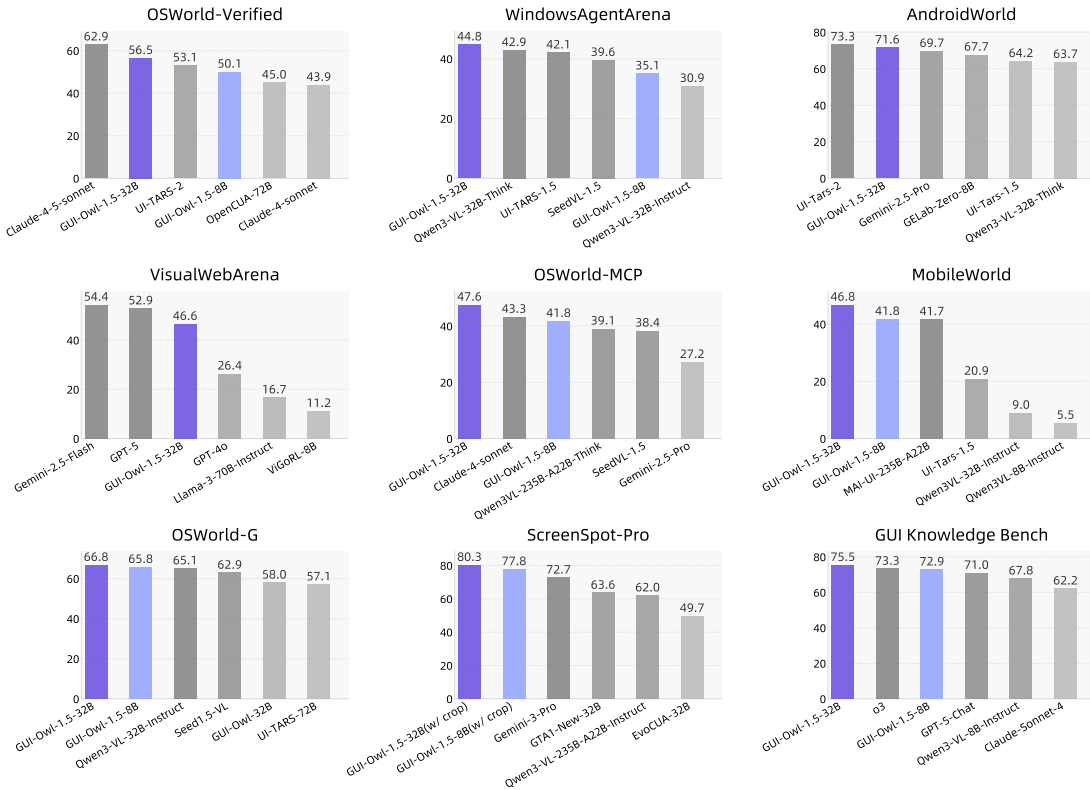 OSWorld-Verified
62.9
56.5
53.1
50.1
45.0
43.9
60
40
20
0
Claude-4-5-sonnet
GUI-Owl-1.5-32B
UI-TARS-2
GUI-Owl-1.5-8B
OpenCUA-72B
Claude-4-sonnet
WindowsAgentArena
44.8
42.9
42.1
39.6
35.1
30.9
40
20
0
GUI-Owl-1.5-32B
Qwen3-VL-32B-Think
UI-TARS-1.5
SeedVL-1.5
GUI-Owl-1.5-8B
Qwen3-VL-32B-Instruct
AndroidWorld
73.3
71.6
69.7
67.7
64.2
63.7
80
60
40
20
0
UI-Tars-2
GUI-Owl-1.5-32B
Gemini-2.5-Pro
GELab-Zero-8B
UI-Tars-1.5
Qwen3-VL-32B-Think
VisualWebArena
54.4
52.9
46.6
26.4
16.7
11.2
40
20
0
Gemini-2.5-Flash
GPT-5
GUI-Owl-1.5-32B
GPT-4o
Llama-3-70B-Instruct
ViGoRL-8B
OSWorld-MCP
47.6
43.3
41.8
39.1
38.4
27.2
40
20
0
GUI-Owl-1.5-32B
Claude-4-sonnet
GUI-Owl-1.5-8B
Qwen3VL-235B-A22B-Think
SeedVL-1.5
Gemini-2.5-Pro
MobileWorld
46.8
41.8
41.7
20.9
9.0
5.5
40
20
0
GUI-Owl-1.5-32B
GUI-Owl-1.5-8B
MAI-UI-235B-A22B
UI-Tars-1.5
Qwen3VL-32B-Instruct
Qwen3VL-8B-Instruct
OSWorld-G
66.8
65.8
65.1
62.9
58.0
57.1
60
40
20
0
GUI-Owl-1.5-32B
GUI-Owl-1.5-8B
Qwen3-VL-32B-Instruct
Seed1.5-VL
GUI-Owl-32B
UI-TARS-72B
ScreenSpot-Pro
80.3
77.8
72.7
63.6
62.0
49.7
80
60
40
20
0
GUI-Owl-1.5-32B(w/ crop)
GUI-Owl-1.5-8B(w/ crop)
Gemini-3-Pro
GTA1-New-32B
Qwen3-VL-235B-A22B-Instruct
EvoCUA-32B
GUI Knowledge Bench
75.5
73.3
72.9
71.0
67.8
62.2
80
60
40
20
0
GUI-Owl-1.5-32B
o3
GUI-Owl-1.5-8B
GPT-5-Chat
Qwen3-VL-8B-Instruct
Claude-Sonnet-4